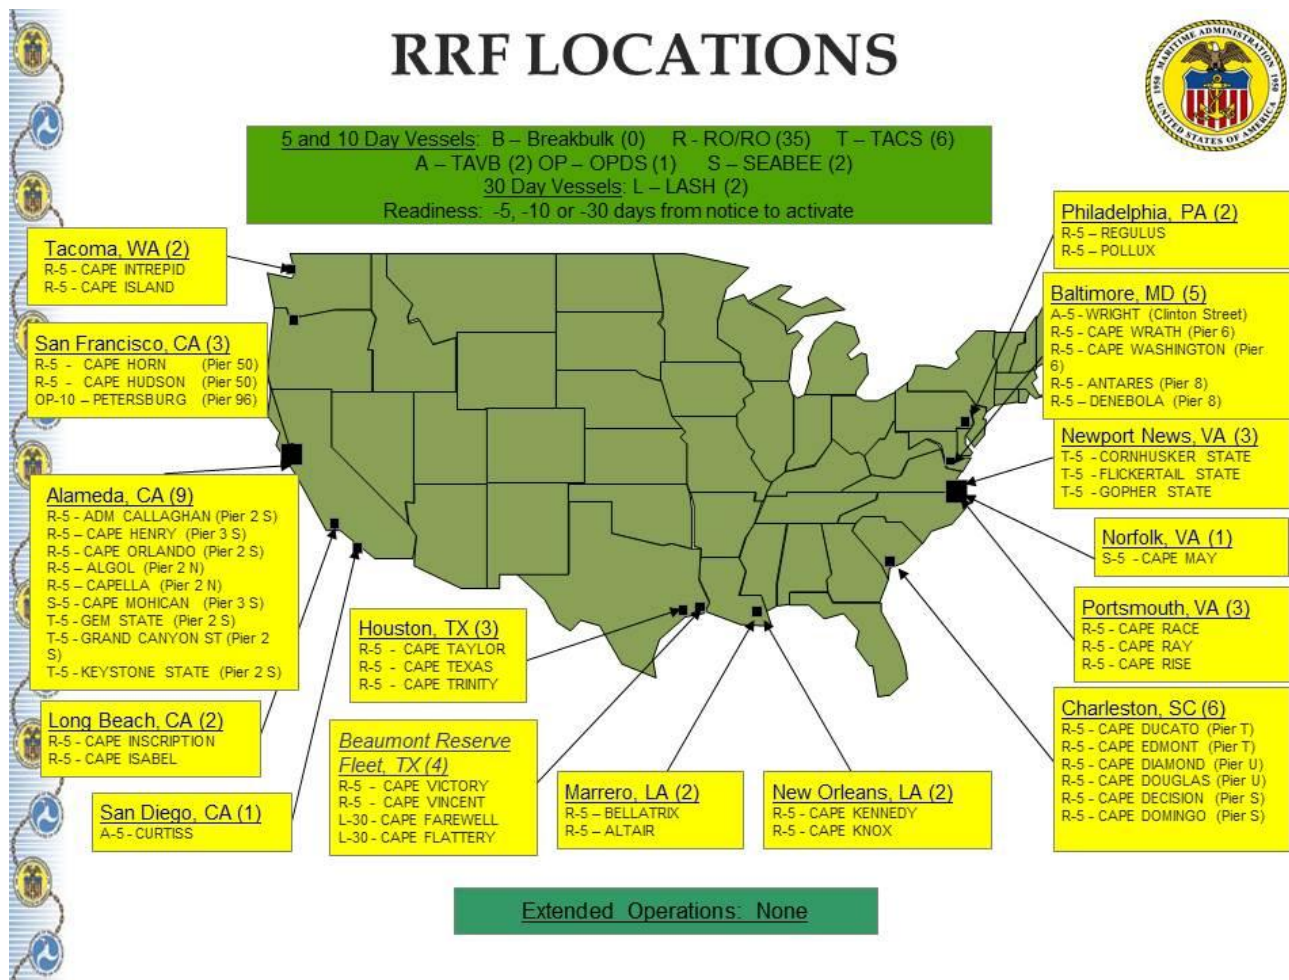 RRF LOCATIONS
MARITIME ADMINISTRATION
1950 1950
UNITED STATES OF AMERICA
5 and 10 Day Vessels: B – Breakbulk (0) R - RO/RO (35) T – TACS (6)
A – TAVB (2) OP – OPDS (1) S – SEABEE (2)
30 Day Vessels: L – LASH (2)
Readiness: -5, -10 or -30 days from notice to activate
Tacoma, WA (2)
R-5 - CAPE INTREPID
R-5 - CAPE ISLAND
San Francisco, CA (3)
R-5 - CAPE HORN (Pier 50)
R-5 - CAPE HUDSON (Pier 50)
OP-10 – PETERSBURG (Pier 96)
Alameda, CA (9)
R-5 - ADM CALLAGHAN (Pier 2 S)
R-5 – CAPE HENRY (Pier 3 S)
R-5 - CAPE ORLANDO (Pier 2 S)
R-5 – ALGOL (Pier 2 N)
R-5 – CAPELLA (Pier 2 N)
S-5 - CAPE MOHICAN (Pier 3 S)
T-5 - GEM STATE (Pier 2 S)
T-5 - GRAND CANYON ST (Pier 2
S)
T-5 - KEYSTONE STATE (Pier 2 S)
Long Beach, CA (2)
R-5 - CAPE INSCRIPTION
R-5 - CAPE ISABEL
San Diego, CA (1)
A-5 - CURTISS
Houston, TX (3)
R-5 - CAPE TAYLOR
R-5 - CAPE TEXAS
R-5 - CAPE TRINITY
Beaumont Reserve
Fleet, TX (4)
R-5 - CAPE VICTORY
R-5 - CAPE VINCENT
L-30 - CAPE FAREWELL
L-30 - CAPE FLATTERY
Marrero, LA (2)
R-5 – BELLATRIX
R-5 – ALTAIR
New Orleans, LA (2)
R-5 - CAPE KENNEDY
R-5 - CAPE KNOX
Philadelphia, PA (2)
R-5 – REGULUS
R-5 – POLLUX
Baltimore, MD (5)
A-5 - WRIGHT (Clinton Street)
R-5 - CAPE WRATH (Pier 6)
R-5 - CAPE WASHINGTON (Pier
6)
R-5 - ANTARES (Pier 8)
R-5 – DENEBOLA (Pier 8)
Newport News, VA (3)
T-5 - CORNHUSKER STATE
T-5 - FLICKERTAIL STATE
T-5 - GOPHER STATE
Norfolk, VA (1)
S-5 - CAPE MAY
Portsmouth, VA (3)
R-5 - CAPE RACE
R-5 - CAPE RAY
R-5 - CAPE RISE
Charleston, SC (6)
R-5 - CAPE DUCATO (Pier T)
R-5 - CAPE EDMONT (Pier T)
R-5 - CAPE DIAMOND (Pier U)
R-5 - CAPE DOUGLAS (Pier U)
R-5 - CAPE DECISION (Pier S)
R-5 - CAPE DOMINGO (Pier S)
Extended Operations: None